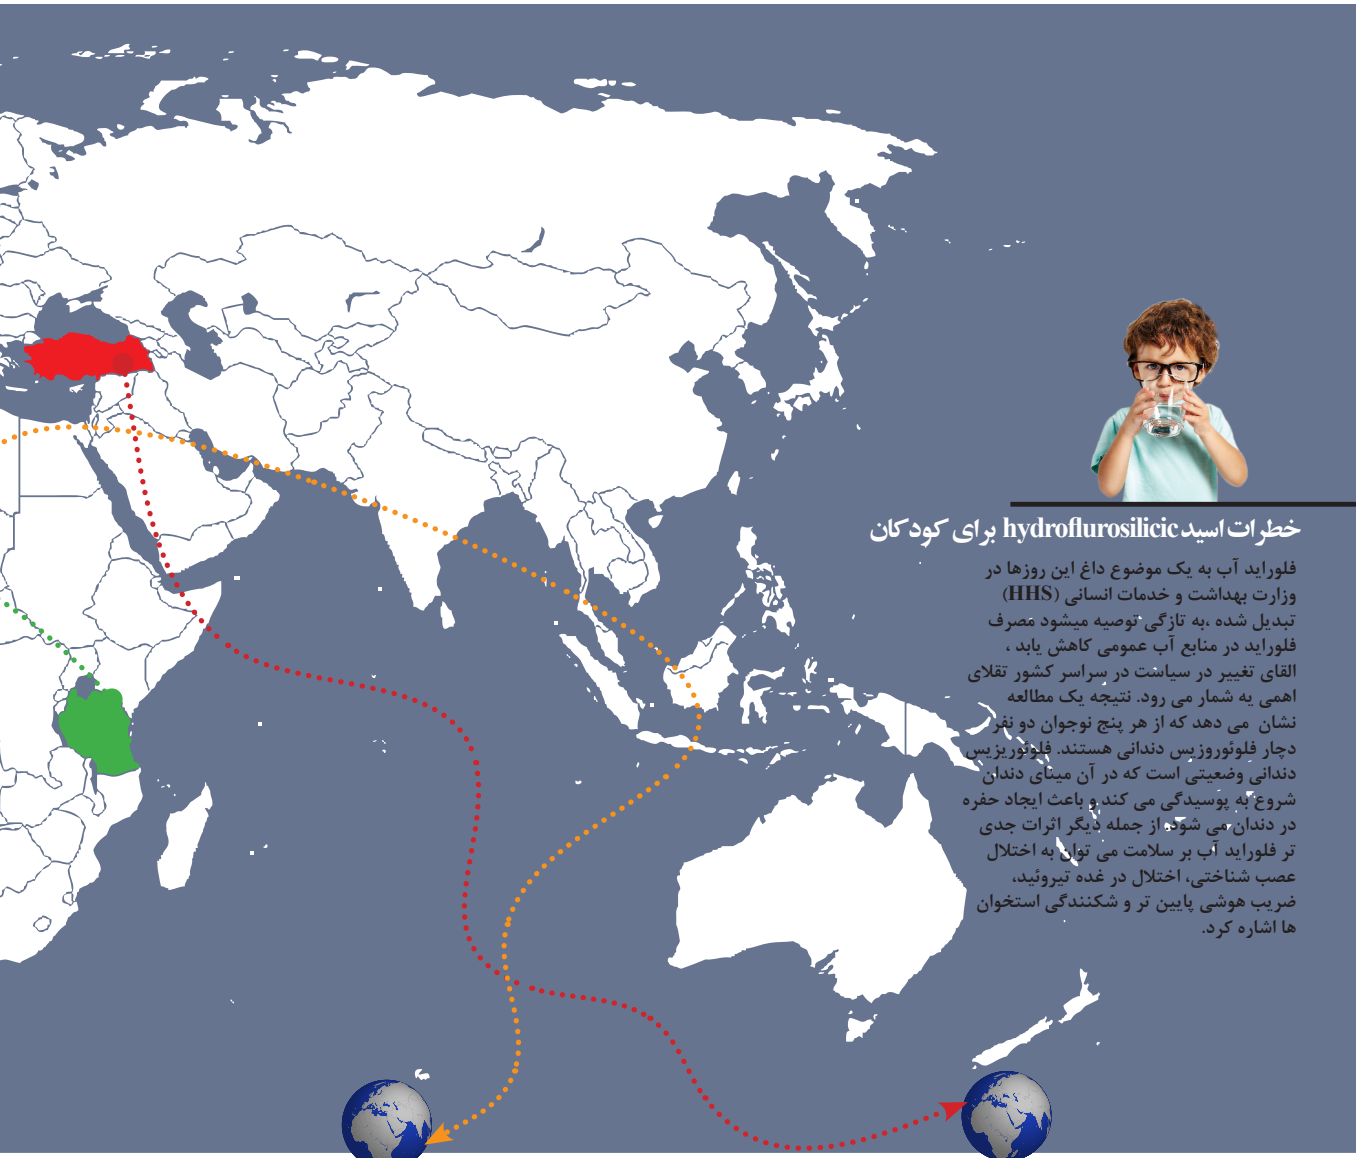 خطرات اسید hydroflurosilicic برای کودکان
فلوراید آب به یک موضوع داغ این روزها در
وزارت بهداشت و خدمات انسانی (HHS)
تبدیل شده ،به تازگی توصیه میشود مصرف
فلوراید در منابع آب عمومی کاهش یابد ،
القای تغییر در سیاست در سراسر کشور تقلای
اهمی یه شمار می رود. نتیجه یک مطالعه
نشان می دهد که از هر پنج نوجوان دو نفر
دچار فلوئوروزیس دندانی هستند. فلوئوریزیس
دندانی وضعیتی است که در آن مینای دندان
شروع به پوسیدگی می کند و باعث ایجاد حفره
در دندان می شود. از جمله دیگر اثرات جدی
تر فلوراید آب بر سلامت می توان به اختلال
عصب شناختی، اختلال در غده تیروئید،
ضریب هوشی پایین تر و شکنندگی استخوان
ها اشاره کرد.